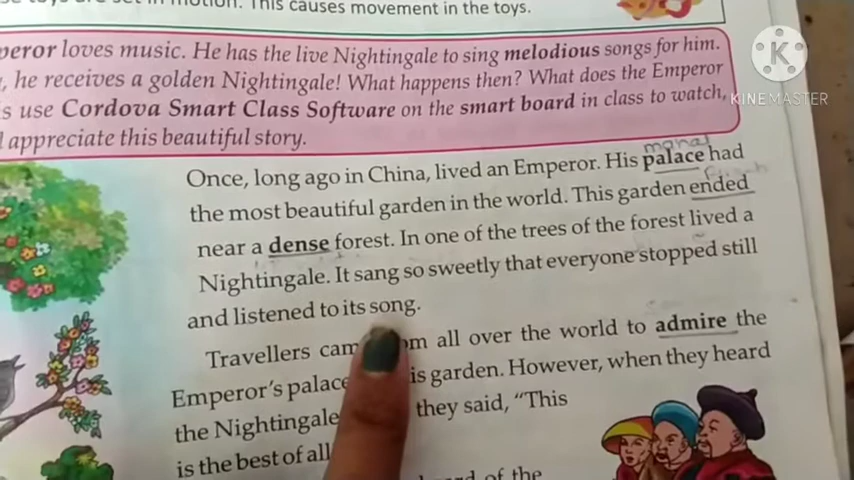 se toys are set in motion. This causes movement in the toys.
peror loves music. He has the live Nightingale to sing melodious songs for him.
, he receives a golden Nightingale! What happens then? What does the Emperor
s use Cordova Smart Class Software on the smart board in class to watch,
appreciate this beautiful story.
KINEMASTER
mahal
Once, long ago in China, lived an Emperor. His palace had
the most beautiful garden in the world. This garden ended
near a dense forest. In one of the trees of the forest lived a
Nightingale. It sang so sweetly that everyone stopped still
and listened to its song.
Travellers cam om all over the world to admire the
Emperor's palace is garden. However, when they heard
the Nightingale they said, "This
is the best of all
of the